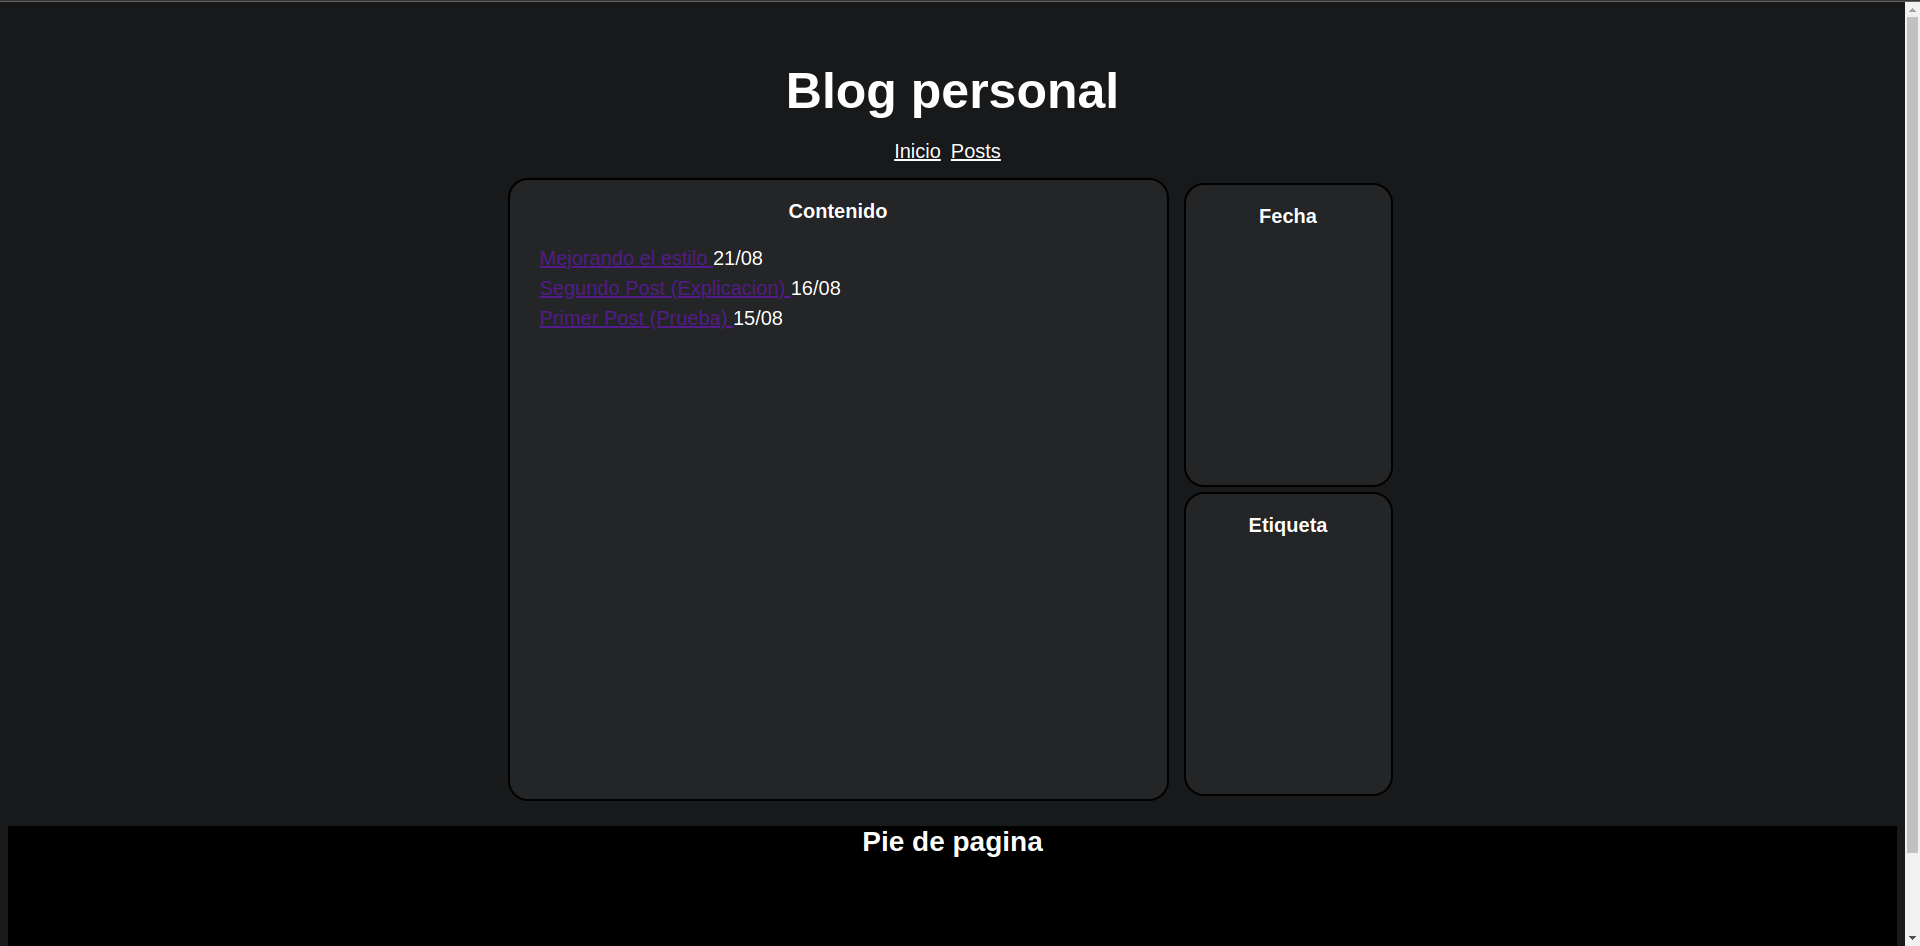 Blog personal
Inicio Posts
Contenido
Mejorando el estilo 21/08
Segundo Post (Explicacion) 16/08
Primer Post (Prueba) 15/08
Fecha
Etiqueta
Pie de pagina